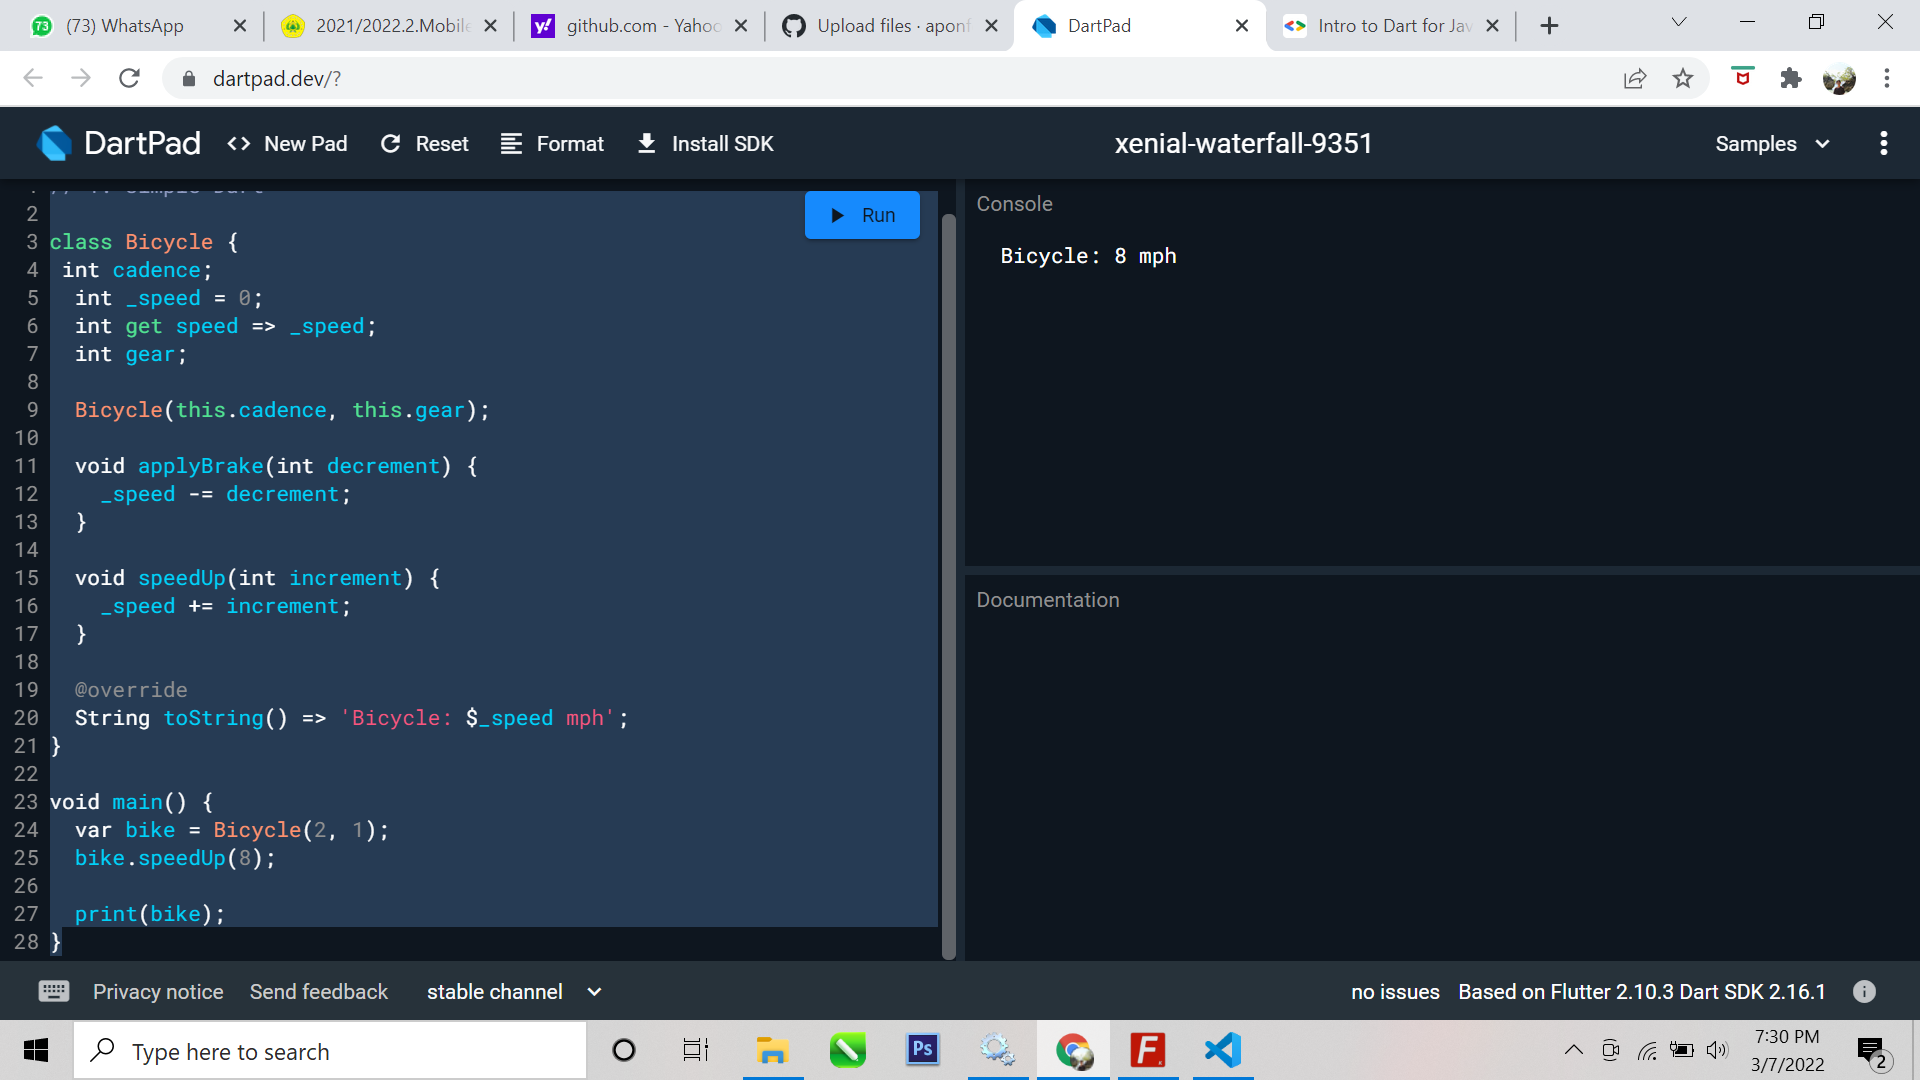 73 (73) WhatsApp
2021/2022.2.Mobile
y! github.com - Yahoo
Upload files · aponf
DartPad
Intro to Dart for Jav
dartpad.dev/?
DartPad
New Pad
Reset
Format
Install SDK
xenial-waterfall-9351
Samples
Run
2
3 class Bicycle {
4 int cadence;
5 int _speed = 0;
6 int get speed => _speed;
7 int gear;
8
9 Bicycle(this.cadence, this.gear);
10
11 void applyBrake(int decrement) {
12 _speed -= decrement;
13 }
14
15 void speedUp(int increment) {
16 _speed += increment;
17 }
18
19 @override
20 String toString() => 'Bicycle: $_speed mph';
21 }
22
23 void main() {
24 var bike = Bicycle(2, 1);
25 bike.speedUp(8);
26
27 print(bike);
28 }
Console
Bicycle: 8 mph
Documentation
Privacy notice
Send feedback
stable channel
no issues
Based on Flutter 2.10.3 Dart SDK 2.16.1
Type here to search
Ps
F
7:30 PM
3/7/2022
2